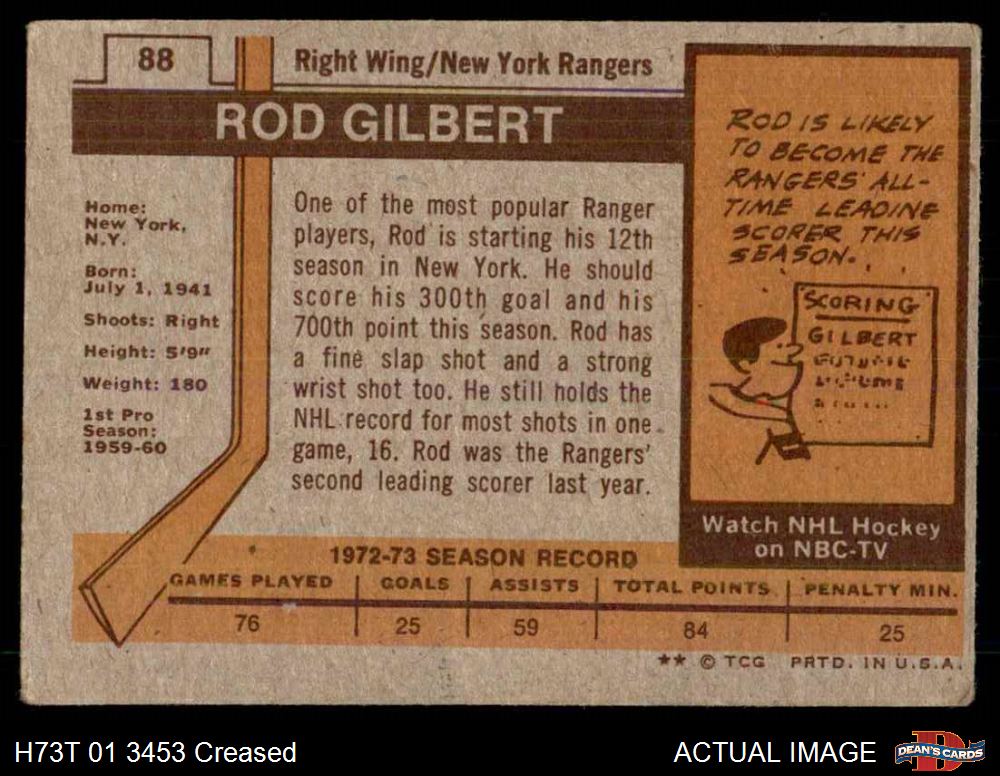 88
Right Wing/New York Rangers
ROD GILBERT
Home:
New York,
N.Y.
Born:
July 1, 1941
Shoots: Right
Height: 5'9"
Weight: 180
1st Pro
Season:
1959-60
One of the most popular Ranger
players, Rod is starting his 12th
season in New York. He should
score his 300th goal and his
700th point this season. Rod has
a fine slap shot and a strong
wrist shot too. He still holds the
NHL record for most shots in one
game, 16. Rod was the Rangers'
second leading scorer last year.
ROD IS LIKELY
TO BECOME THE
RANGERS' ALL-
TIME LEADING
SCORER THIS
SEASON.
SCORING
GILBERT
Watch NHL Hockey
on NBC-TV
1972-73 SEASON RECORD
GAMES PLAYED GOALS ASSISTS TOTAL POINTS PENALTY MIN.
76 25 59 84 25
** © TCG PRTD. IN U.S.A.
H73T 01 3453 Creased
ACTUAL IMAGE
DEAN'S CARDS